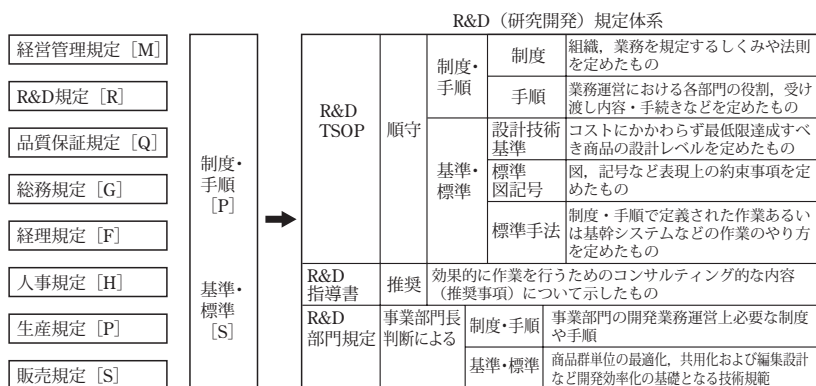 R&D（研究開発）規定体系
経営管理規定［M］
R&D規定［R］
品質保証規定［Q］
総務規定［G］
経理規定［F］
人事規定［H］
生産規定［P］
販売規定［S］
制度・
手順
［P］
基準・
標準
［S］
R&D
TSOP
順守
制度・
手順
制度
組織，業務を規定するしくみや法則
を定めたもの
手順
業務運営における各部門の役割，受け
渡し内容・手続きなどを定めたもの
基準・
標準
設計技術
基準
コストにかかわらず最低限達成すべ
き商品の設計レベルを定めたもの
標準
図記号
図，記号など表現上の約束事項を定
めたもの
標準手法
制度・手順で定義された作業あるい
は基幹システムなどの作業のやり方
を定めたもの
R&D
指導書
推奨
効果的に作業を行うためのコンサルティング的な内容
（推奨事項）について示したもの
R&D
部門規定
事業部門長
判断による
制度・手順
事業部門の開発業務運営上必要な制度
や手順
基準・標準
商品群単位の最適化，共用化および編集設計
など開発効率化の基礎となる技術規範